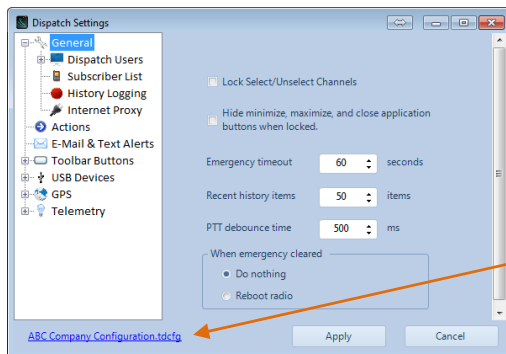 Dispatch Settings
General
Dispatch Users
Subscriber List
History Logging
Internet Proxy
Actions
E-Mail & Text Alerts
Toolbar Buttons
USB Devices
GPS
Telemetry
Lock Select/Unselect Channels
Hide minimize, maximize, and close application
buttons when locked.
Emergency timeout 60 seconds
Recent history items 50 items
PTT debounce time 500 ms
When emergency cleared
Do nothing
Reboot radio
ABC Company Configuration.tdcfg Apply Cancel